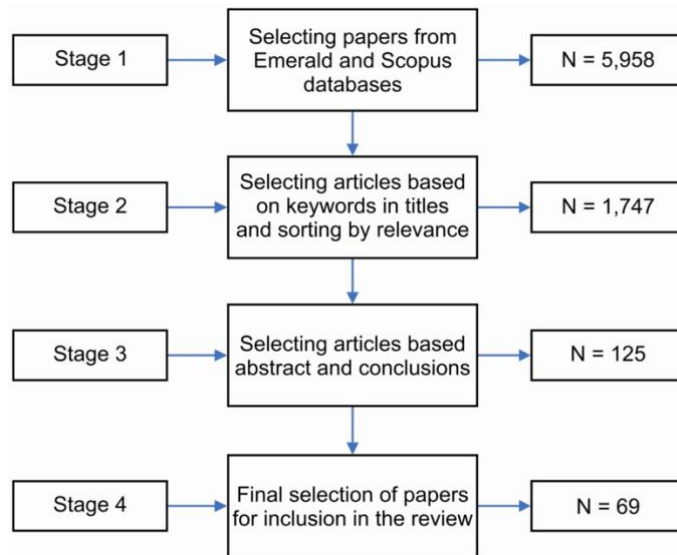 Stage 1
Selecting papers from
Emerald and Scopus
databases
N = 5,958
Stage 2
Selecting articles based
on keywords in titles
and sorting by relevance
N = 1,747
Stage 3
Selecting articles based
abstract and conclusions
N = 125
Stage 4
Final selection of papers
for inclusion in the review
N = 69